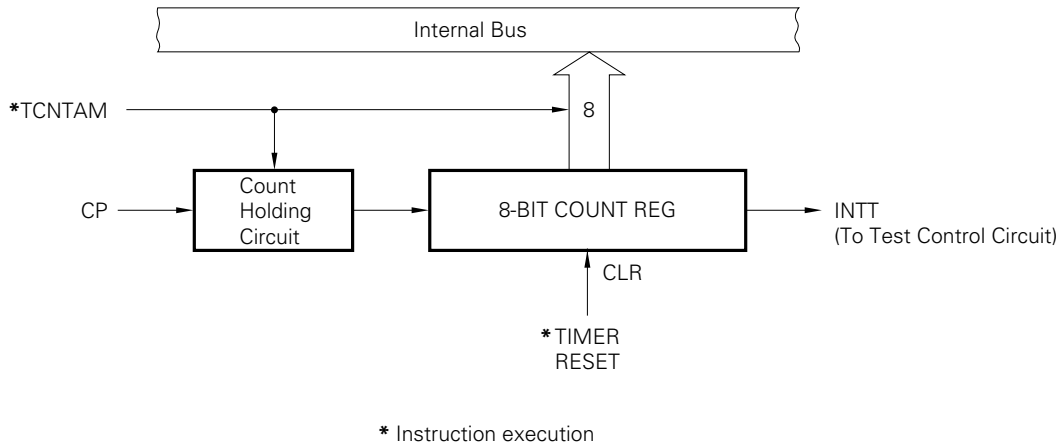 Internal Bus
*TCNTAM
8
CP
Count
Holding
Circuit
8-BIT COUNT REG
INTT
(To Test Control Circuit)
CLR
*TIMER
RESET
* Instruction execution